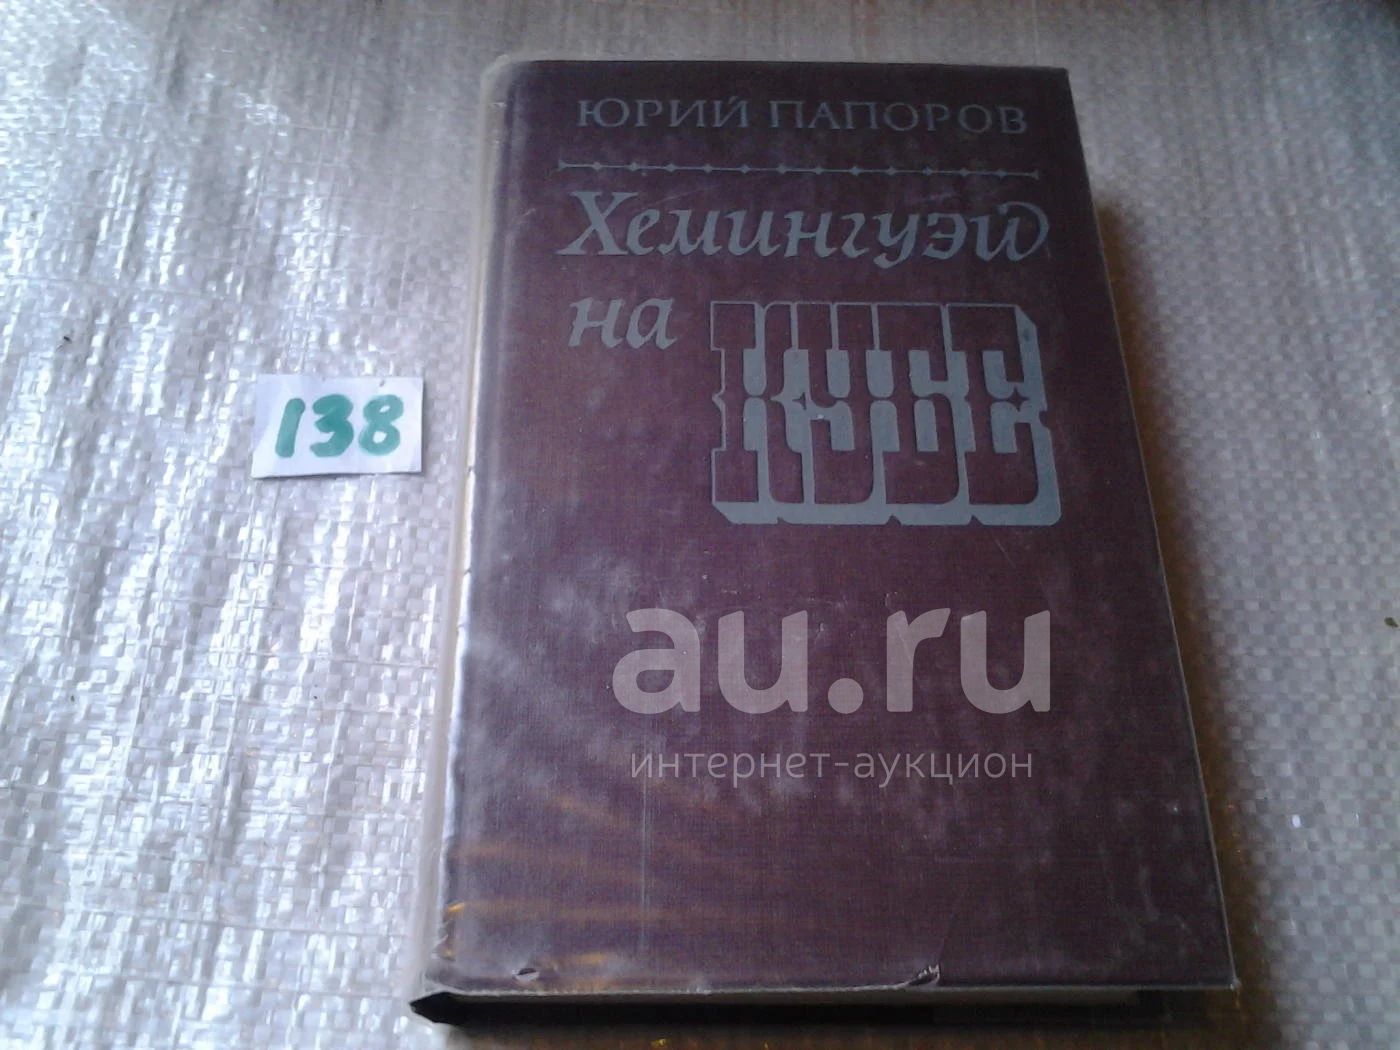 ЮРИЙ ПАПОРОВ
Хемингуэй
на КУБЕ
138
au.ru
интернет-аукцион